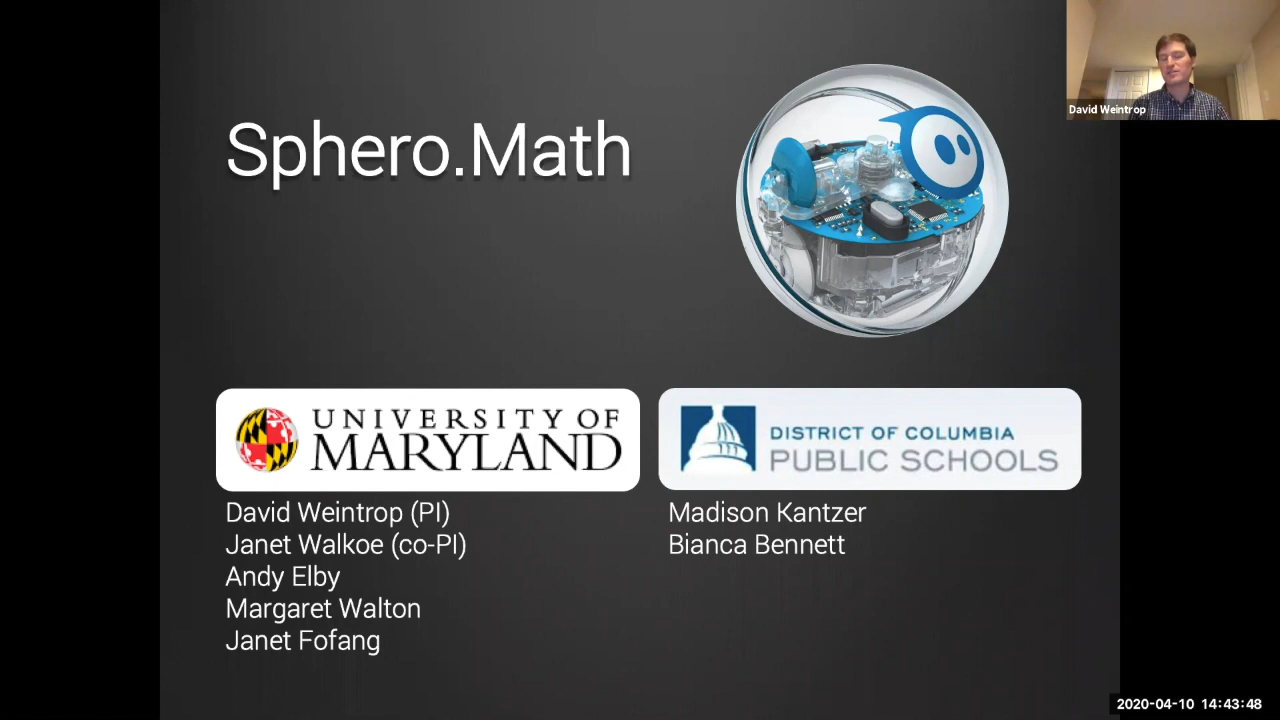 David Weintrop
Sphero.Math
UNIVERSITY OF
MARYLAND
David Weintrop (PI)
Janet Walkoe (co-PI)
Andy Elby
Margaret Walton
Janet Fofang
DISTRICT OF COLUMBIA
PUBLIC SCHOOLS
Madison Kantzer
Bianca Bennett
2020-04-10 14:43:48